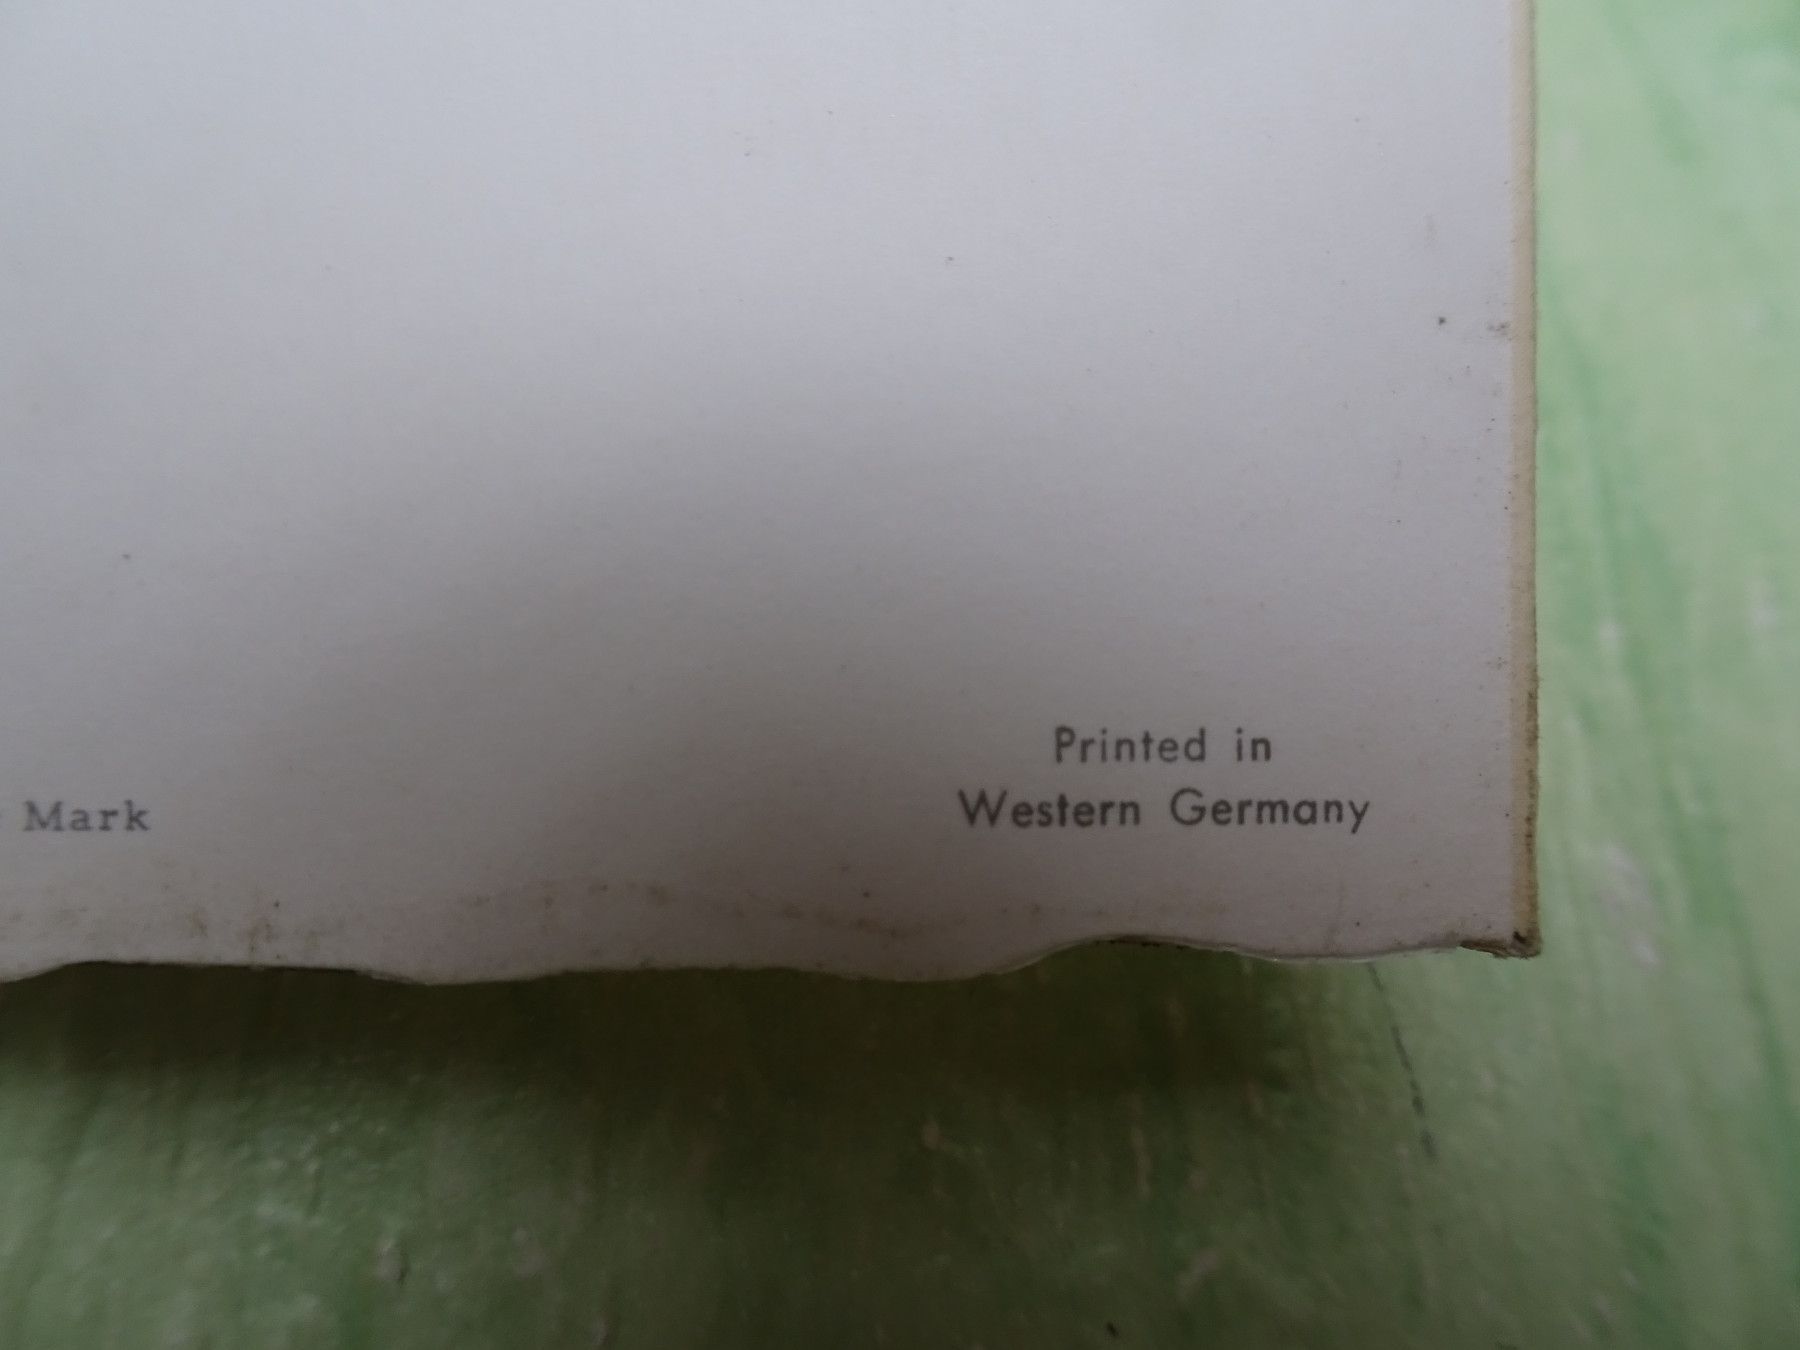 Printed in
Mark
Western Germany